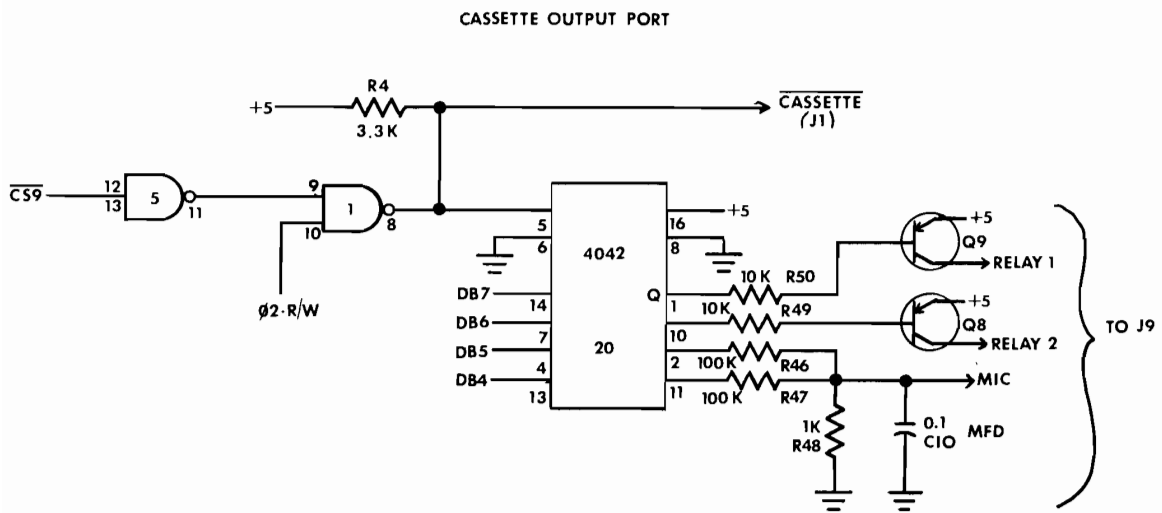 CASSETTE OUTPUT PORT
R4
+5
3.3K
CASSETTE
(J1)
CS9
12
13
5
11
9
10
1
8
Ø2·R/W
5
6
4042
20
16
8
+5
DB7
14
DB6
7
DB5
4
DB4
13
Q
1
10
2
11
10 K R50
10K R49
100K R46
100K R47
+5
Q9
RELAY 1
+5
Q8
RELAY 2
MIC
1K
R48
0.1 MFD
C10
TO J9